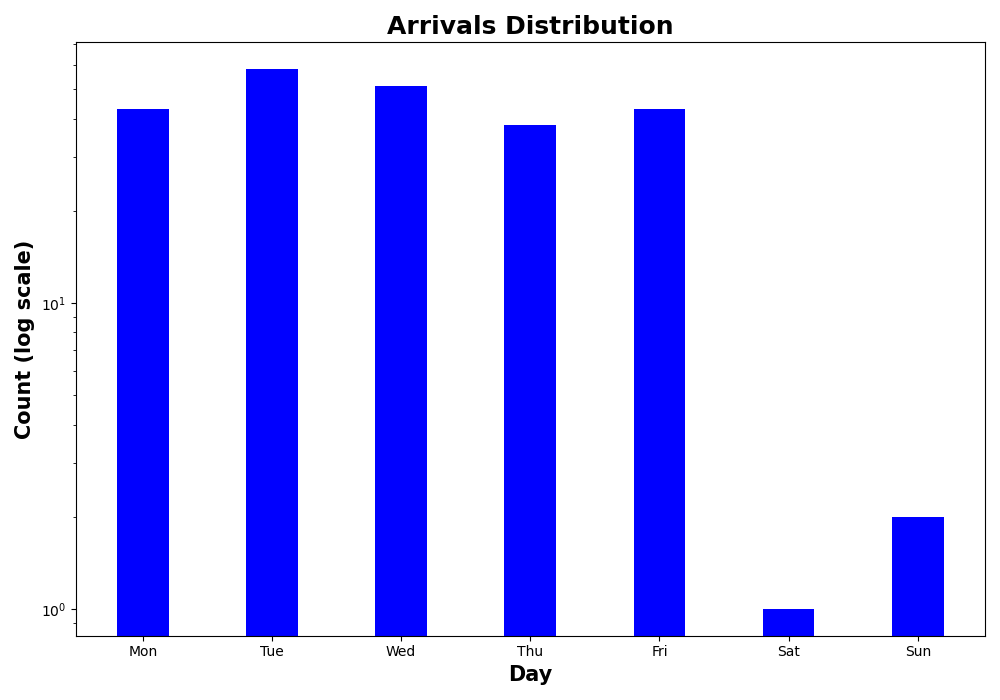 Arrivals Distribution
Count (log scale)
10¹
10⁰
Mon Tue Wed Thu Fri Sat Sun
Day